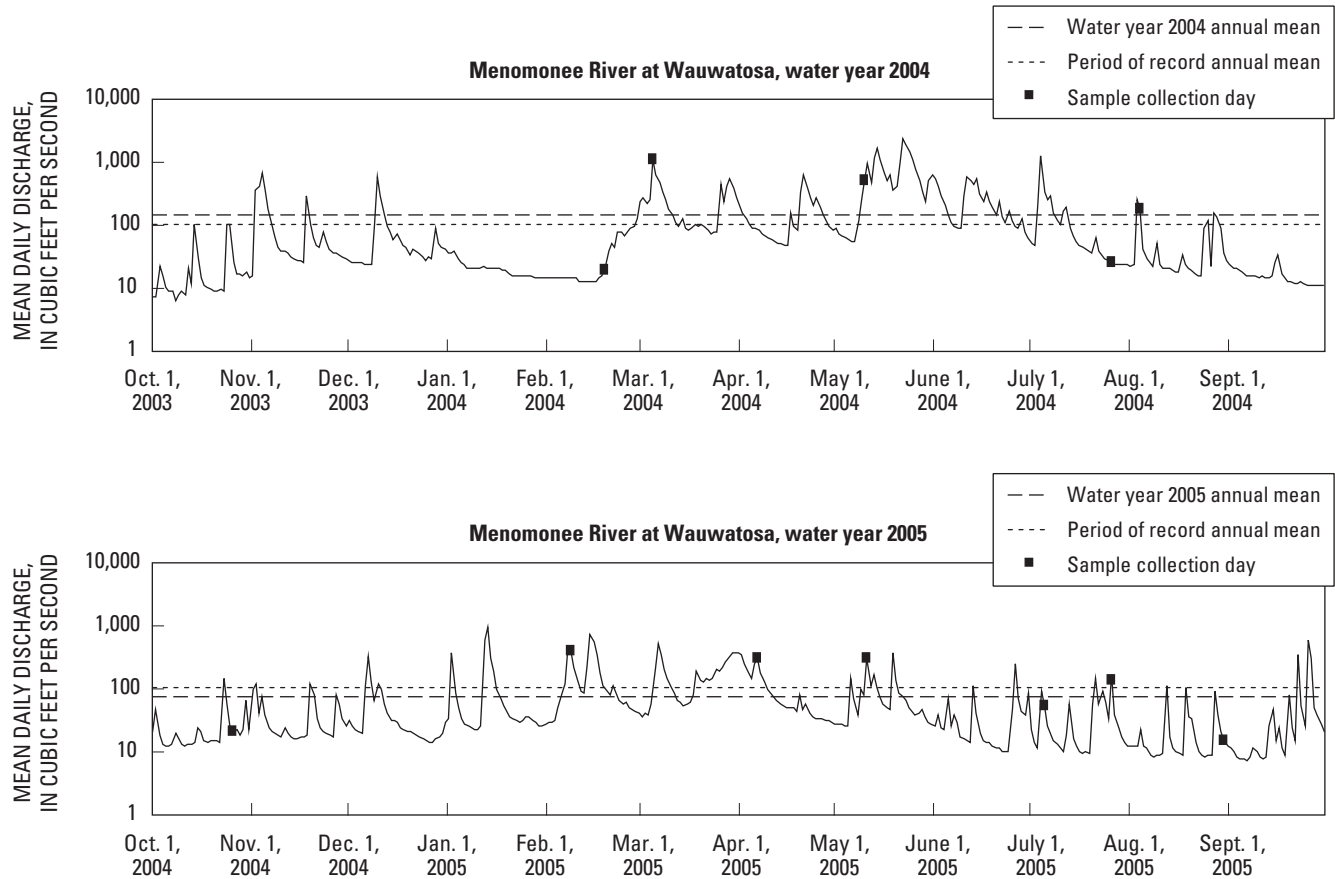 Water year 2004 annual mean
Period of record annual mean
Sample collection day
Menomonee River at Wauwatosa, water year 2004
MEAN DAILY DISCHARGE,
IN CUBIC FEET PER SECOND
10,000
1,000
100
10
1
Oct. 1, Nov. 1, Dec. 1, Jan. 1, Feb. 1, Mar. 1, Apr. 1, May 1, June 1, July 1, Aug. 1, Sept. 1,
2003 2003 2003 2004 2004 2004 2004 2004 2004 2004 2004 2004
Water year 2005 annual mean
Period of record annual mean
Sample collection day
Menomonee River at Wauwatosa, water year 2005
MEAN DAILY DISCHARGE,
IN CUBIC FEET PER SECOND
10,000
1,000
100
10
1
Oct. 1, Nov. 1, Dec. 1, Jan. 1, Feb. 1, Mar. 1, Apr. 1, May 1, June 1, July 1, Aug. 1, Sept. 1,
2004 2004 2004 2005 2005 2005 2005 2005 2005 2005 2005 2005